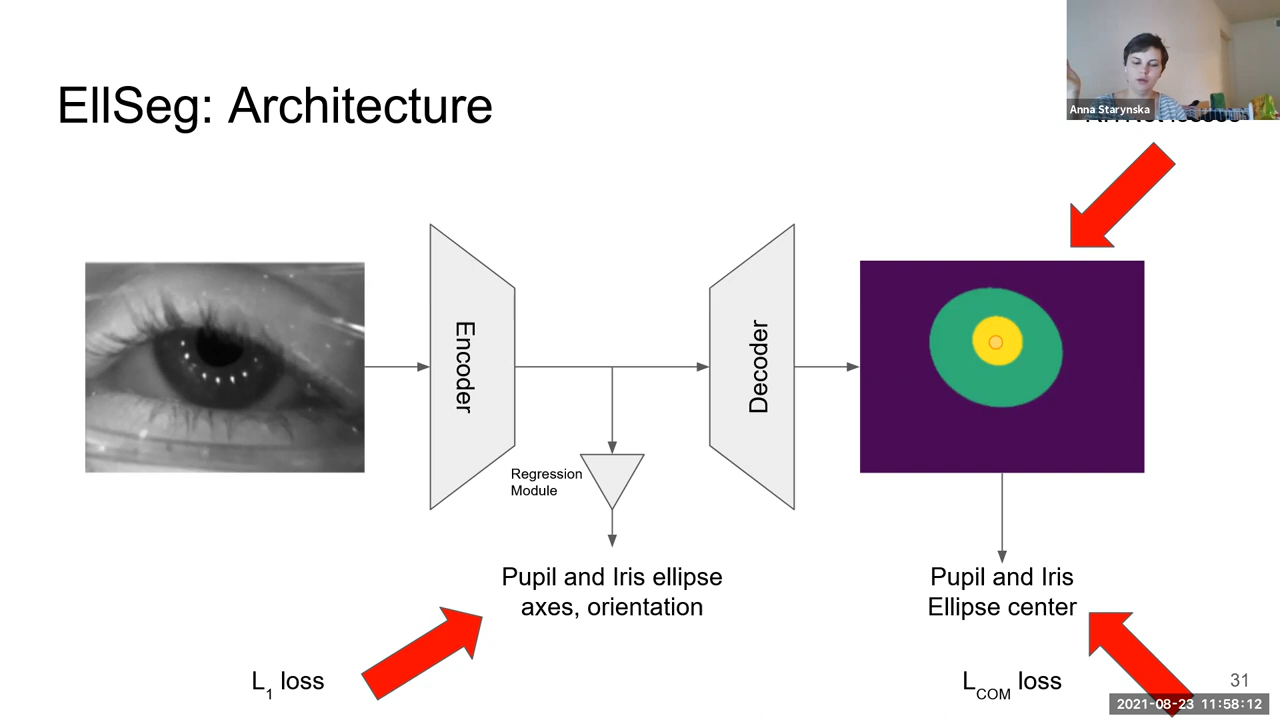 Anna Starynska
EllSeg: Architecture
Encoder
Decoder
Regression
Module
Pupil and Iris ellipse
axes, orientation
Pupil and Iris
Ellipse center
L1 loss
LCOM loss
31
2021-08-23 11:58:12